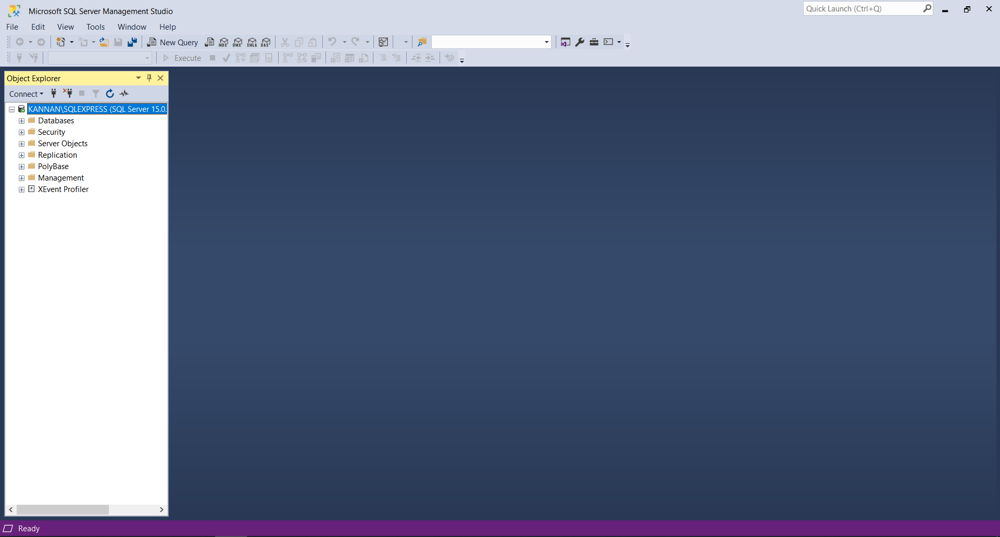 Microsoft SQL Server Management Studio
Quick Launch (Ctrl+Q)
File Edit View Tools Window Help
New Query MDX DMX XMLA DAX
Execute
Object Explorer
Connect
KANNAN\SQLEXPRESS (SQL Server 15.0.
Databases
Security
Server Objects
Replication
PolyBase
Management
XEvent Profiler
Ready